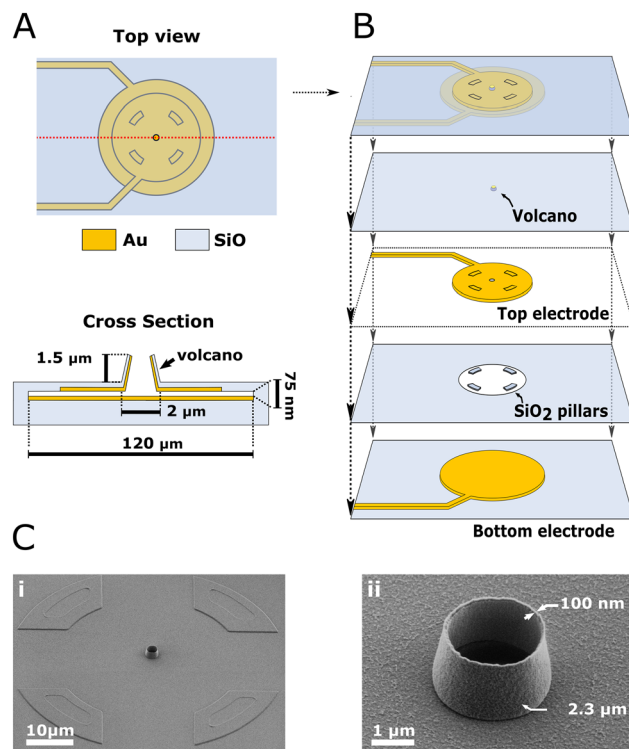 A
Top view
Au
SiO
Cross Section
1.5 μm
volcano
75 nm
2 μm
120 μm
B
Volcano
Top electrode
SiO2 pillars
Bottom electrode
C
i
10μm
ii
100 nm
2.3 μm
1 μm